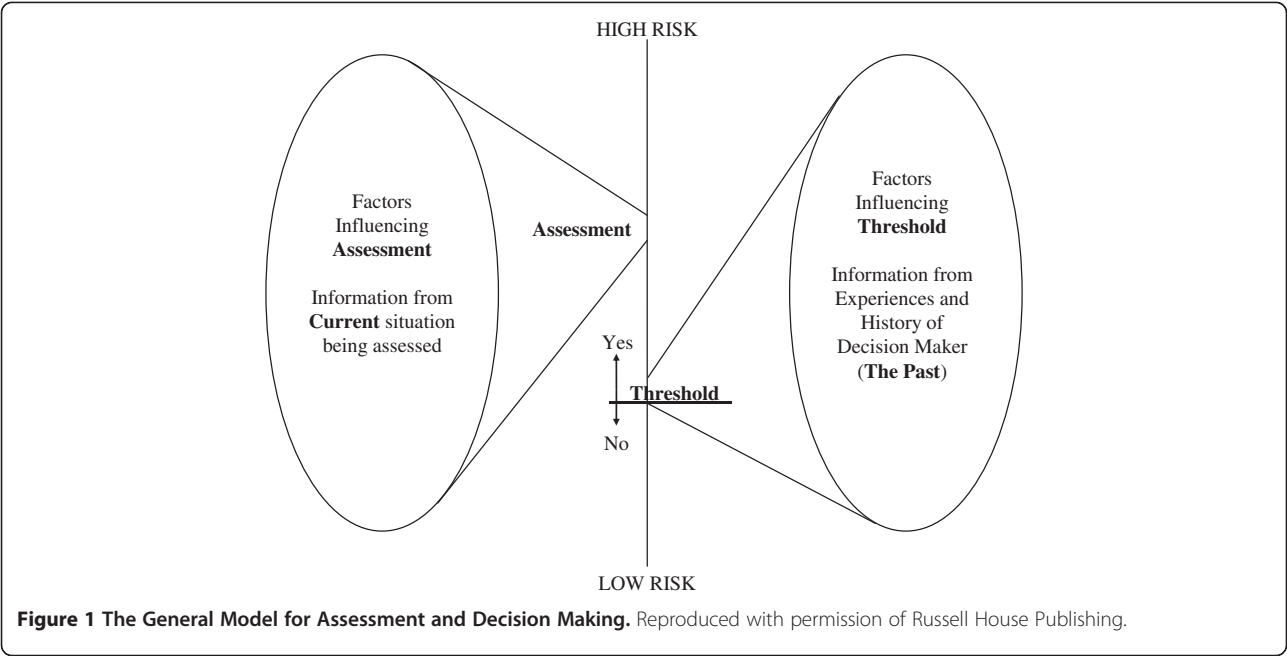 HIGH RISK
Factors
Influencing
Assessment
Information from
Current situation
being assessed
Assessment
Yes
Threshold
No
Factors
Influencing
Threshold
Information from
Experiences and
History of
Decision Maker
(The Past)
LOW RISK
Figure 1 The General Model for Assessment and Decision Making. Reproduced with permission of Russell House Publishing.